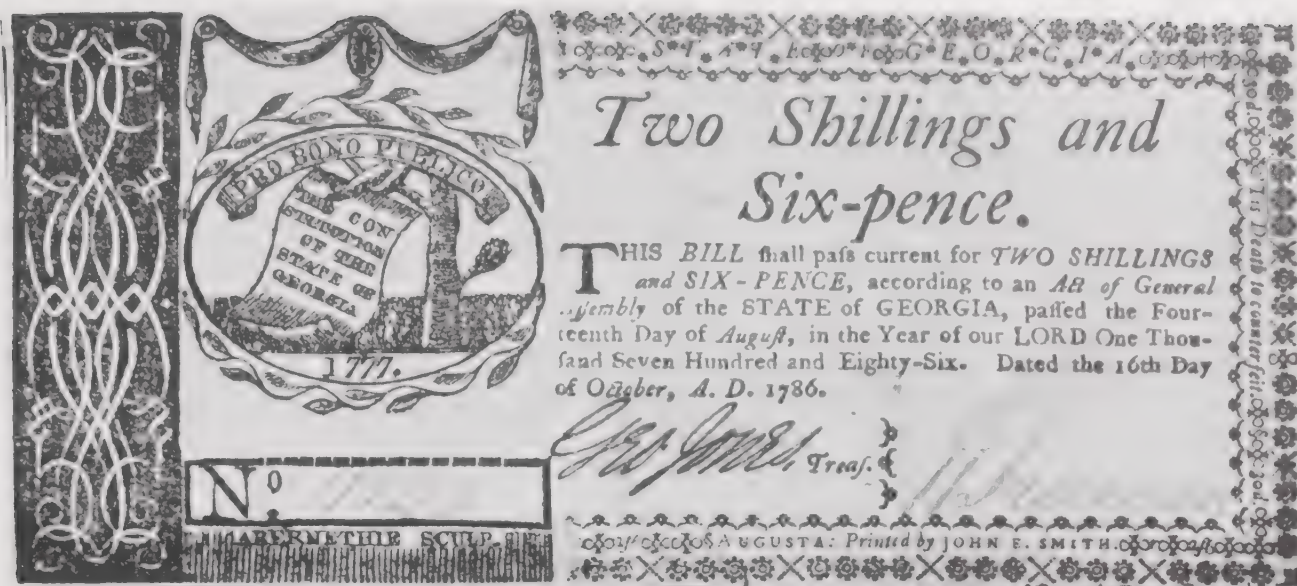 PRO BONO PUBLICO
THE CON
STITUTION
OF THE
STATE OF
GEORGIA
1777.
No
ABERNETHIE SCULP.
S*T*A*T*E * O*F * G*E*O*R*G*I*A
Two Shillings and
Six-pence.
THIS BILL ſhall paſs current for TWO SHILLINGS
and SIX-PENCE, according to an Act of General
Aſſembly of the STATE of GEORGIA, paſſed the Four-
teenth Day of Auguſt, in the Year of our LORD One Thou-
ſand Seven Hundred and Eighty-Six. Dated the 16th Day
of October, A. D. 1786.
Geo Jones, Treaſ.
AUGUSTA: Printed by JOHN E. SMITH.
'Tis Death to counterfeit.